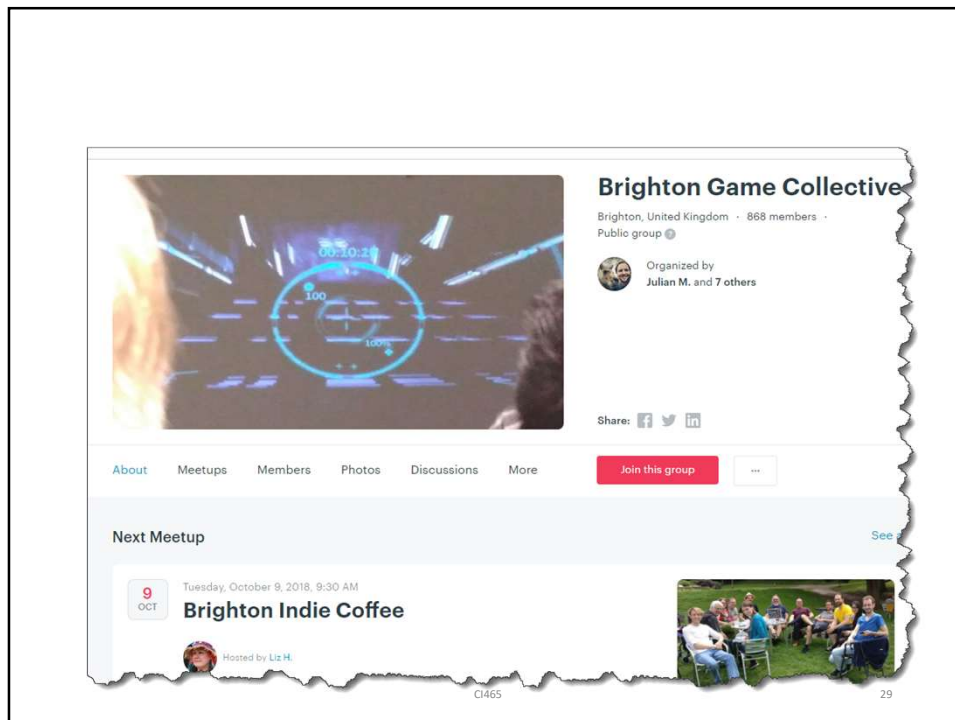 Brighton Game Collective
Brighton, United Kingdom · 868 members ·
Public group ?
Organized by
Julian M. and 7 others
00:10:2
100
100%
Share:
About Meetups Members Photos Discussions More Join this group ...
Next Meetup
See
9
OCT
Tuesday, October 9, 2018, 9:30 AM
Brighton Indie Coffee
Hosted by Liz H.
CI465
29